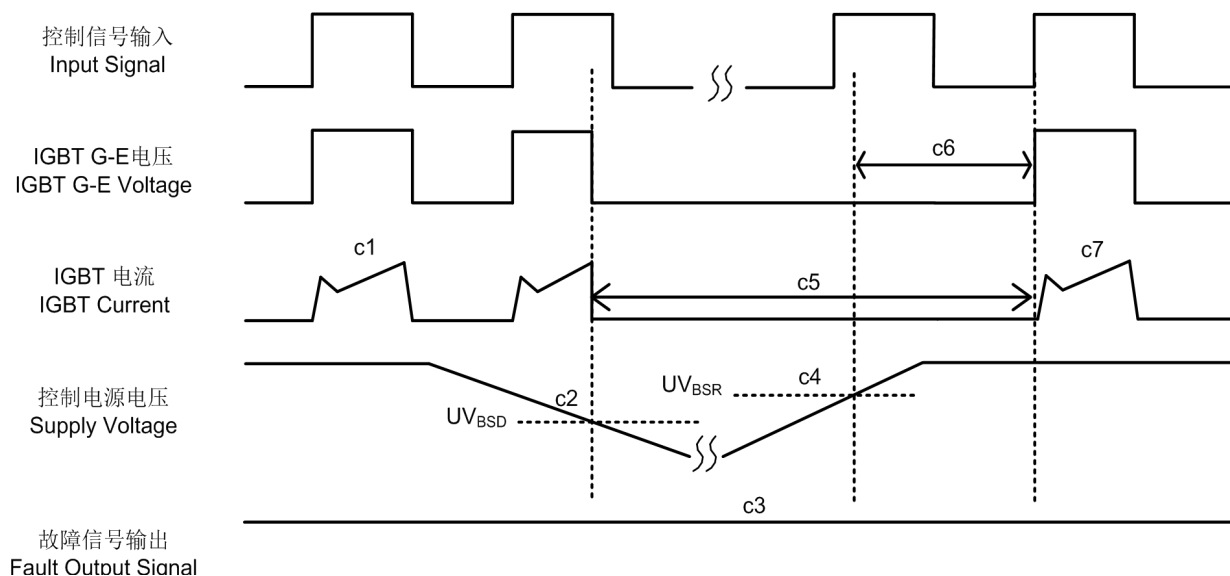 控制信号输入
Input Signal
IGBT G-E电压
IGBT G-E Voltage
c6
IGBT 电流
IGBT Current
c1
c5
c7
控制电源电压
Supply Voltage
c2
UVBSD
UVBSR
c4
故障信号输出
Fault Output Signal
c3